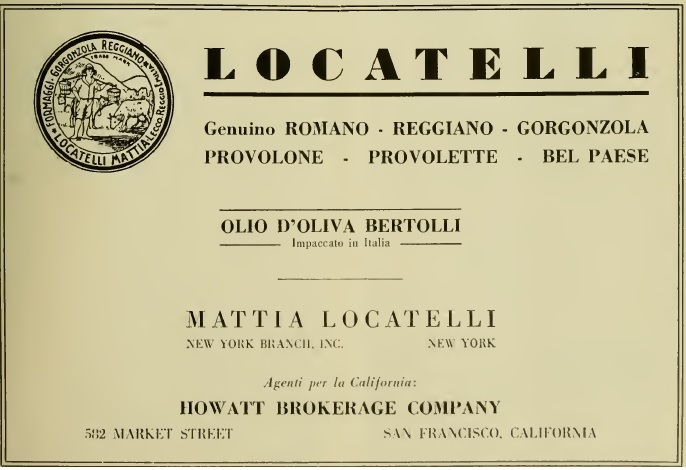 FORMAGGI. GORGONZOLA REGGIANO
TRADE MARK
LOCATELLI MATTIA LECCO. REGGIO
LOCATELLI
Genuino ROMANO - REGGIANO - GORGONZOLA
PROVOLONE - PROVOLETTE - BEL PAESE
OLIO D'OLIVA BERTOLLI
Impaccato in Italia
MATTIA LOCATELLI
NEW YORK BRANCH, INC. NEW YORK
Agenti per la California:
HOWATT BROKERAGE COMPANY
582 MARKET STREET SAN FRANCISCO, CALIFORNIA